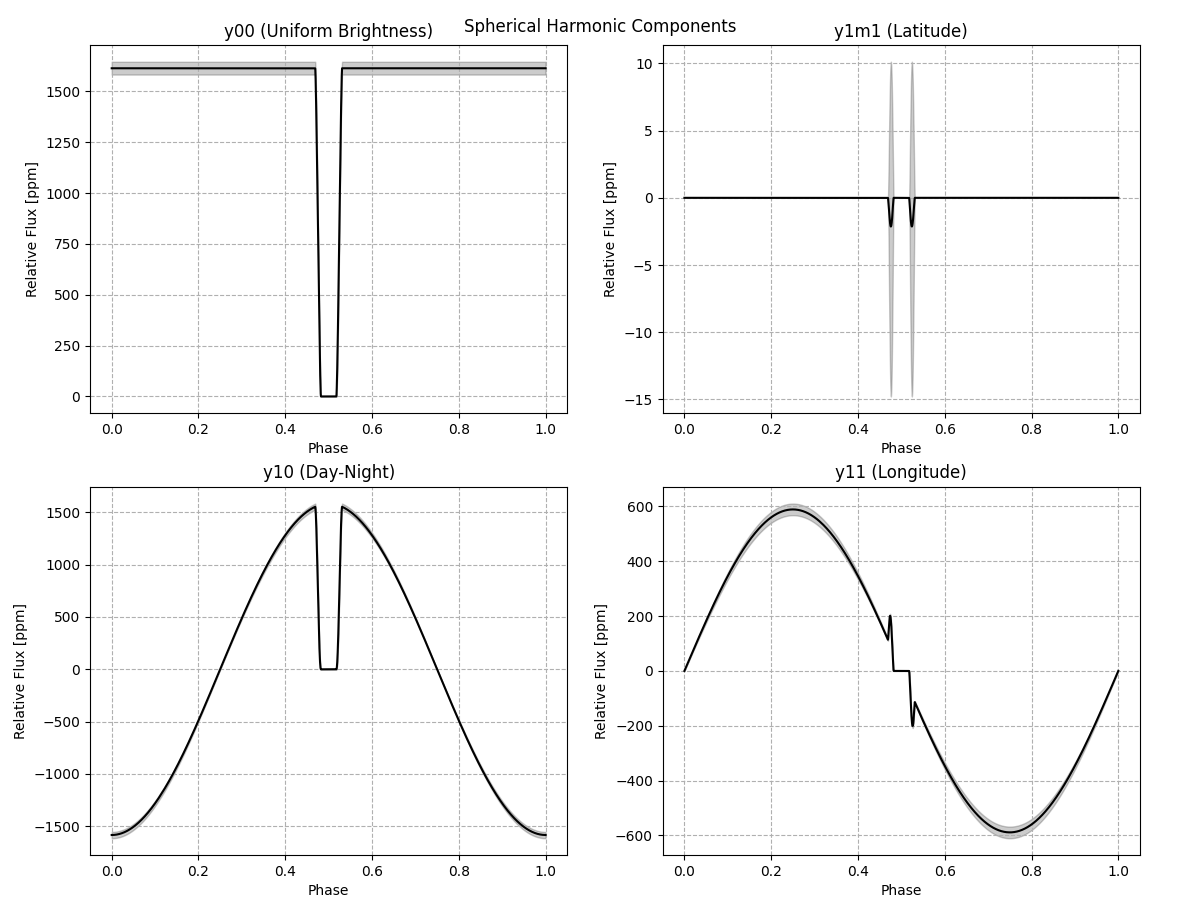 Spherical Harmonic Components
y00 (Uniform Brightness)
y1m1 (Latitude)
Relative Flux [ppm]
1500
1250
1000
750
500
250
0
0.0 0.2 0.4 0.6 0.8 1.0
Phase
Relative Flux [ppm]
10
5
0
−5
−10
−15
0.0 0.2 0.4 0.6 0.8 1.0
Phase
y10 (Day-Night)
Relative Flux [ppm]
1500
1000
500
0
−500
−1000
−1500
0.0 0.2 0.4 0.6 0.8 1.0
Phase
y11 (Longitude)
Relative Flux [ppm]
600
400
200
0
−200
−400
−600
0.0 0.2 0.4 0.6 0.8 1.0
Phase